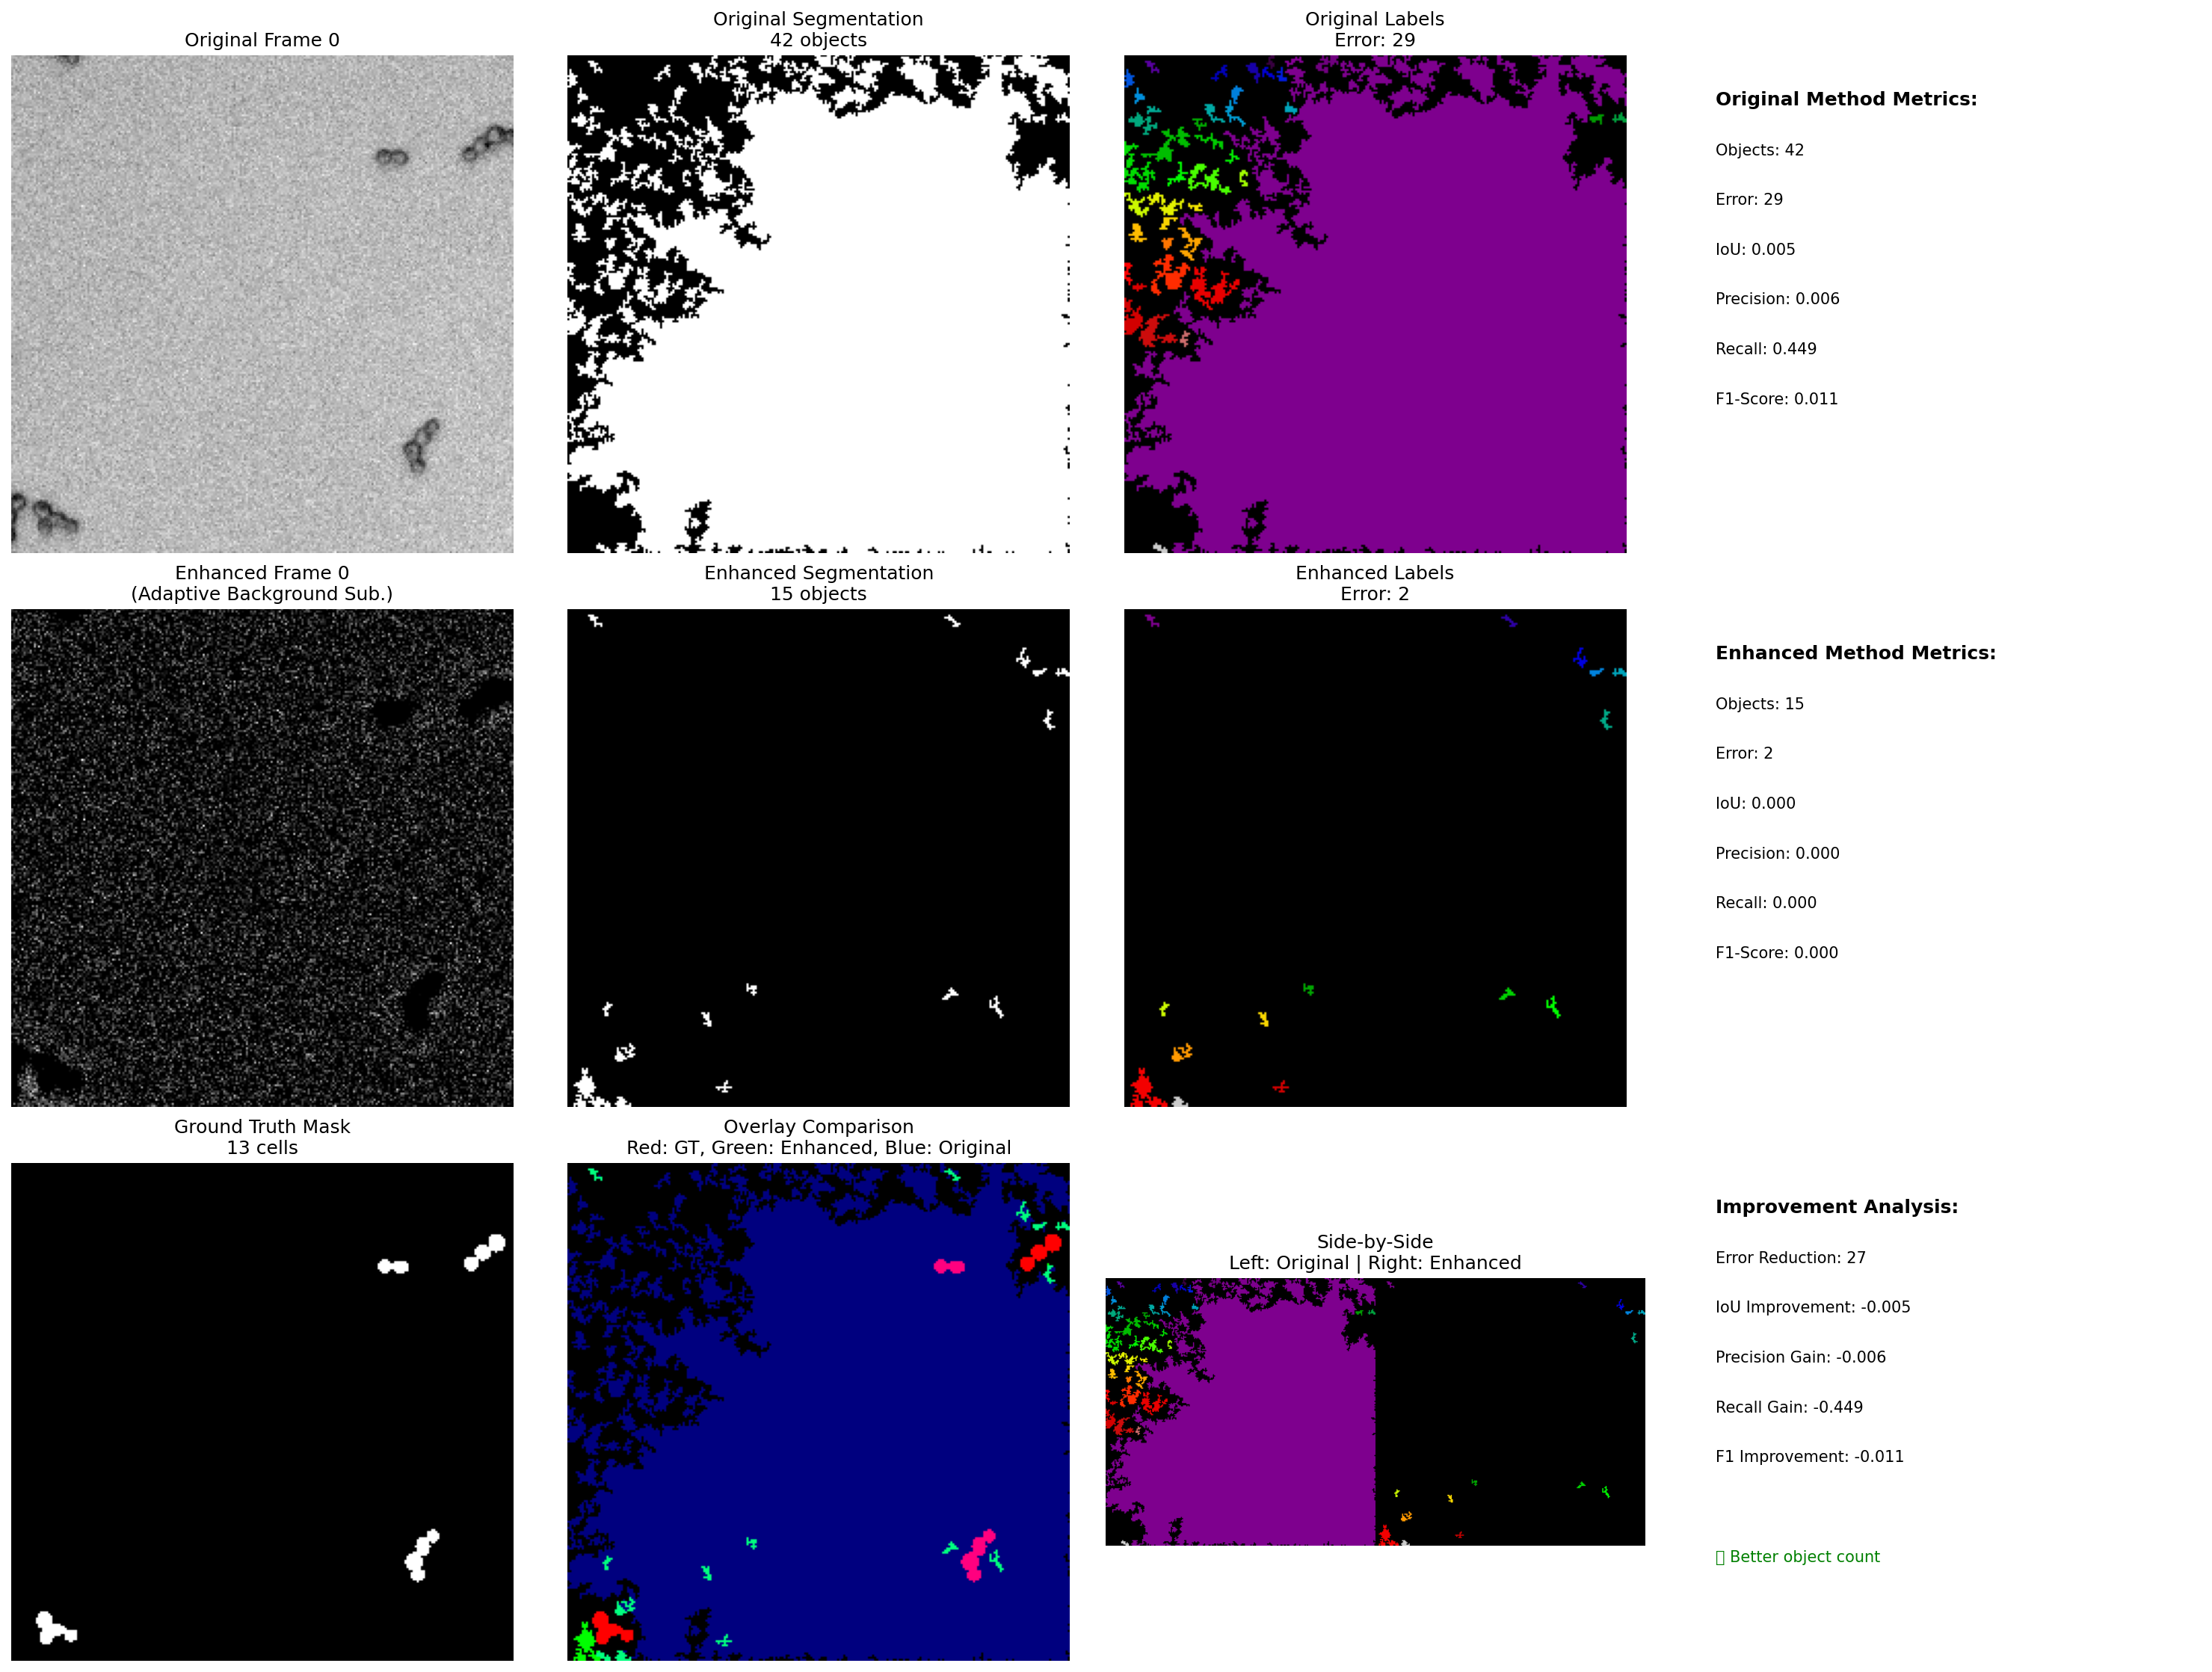 Original Frame 0
Original Segmentation
42 objects
Original Labels
Error: 29
Original Method Metrics:
Objects: 42
Error: 29
IoU: 0.005
Precision: 0.006
Recall: 0.449
F1-Score: 0.011
Enhanced Frame 0
(Adaptive Background Sub.)
Enhanced Segmentation
15 objects
Enhanced Labels
Error: 2
Enhanced Method Metrics:
Objects: 15
Error: 2
IoU: 0.000
Precision: 0.000
Recall: 0.000
F1-Score: 0.000
Ground Truth Mask
13 cells
Overlay Comparison
Red: GT, Green: Enhanced, Blue: Original
Side-by-Side
Left: Original | Right: Enhanced
Improvement Analysis:
Error Reduction: 27
IoU Improvement: -0.005
Precision Gain: -0.006
Recall Gain: -0.449
F1 Improvement: -0.011
Better object count